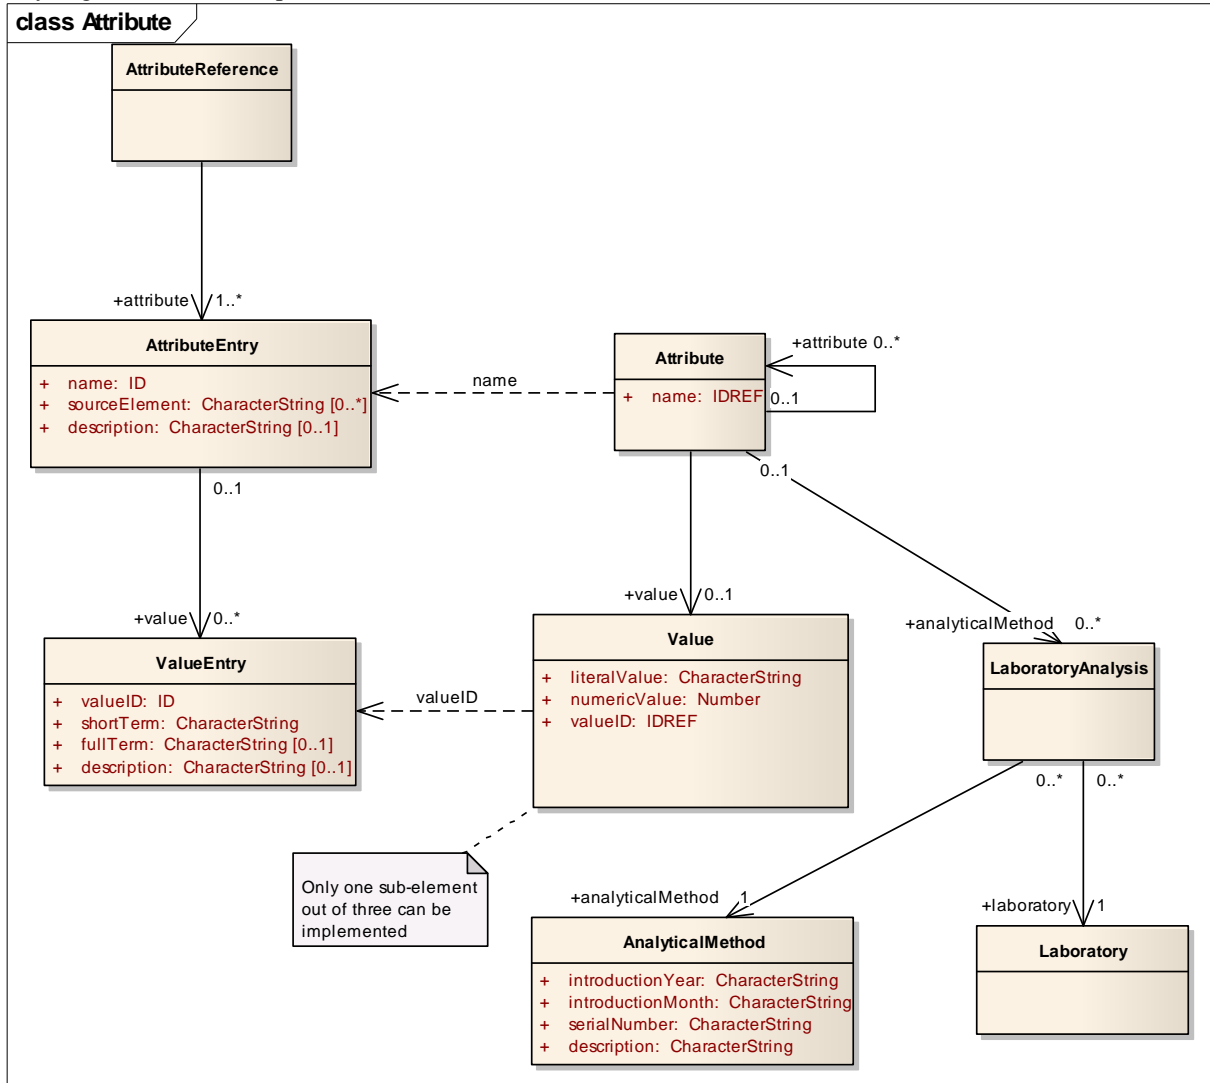 class Attribute
AttributeReference
+attribute 1..*
AttributeEntry
+ name: ID
+ sourceElement: CharacterString [0..*]
+ description: CharacterString [0..1]
name
Attribute
+ name: IDREF
+attribute 0..*
0..1
0..1
0..1
+value 0..*
ValueEntry
+ valueID: ID
+ shortTerm: CharacterString
+ fullTerm: CharacterString [0..1]
+ description: CharacterString [0..1]
valueID
+value 0..1
Value
+ literalValue: CharacterString
+ numericValue: Number
+ valueID: IDREF
+analyticalMethod 0..*
LaboratoryAnalysis
0..* 0..*
Only one sub-element
out of three can be
implemented
+analyticalMethod 1
AnalyticalMethod
+ introductionYear: CharacterString
+ introductionMonth: CharacterString
+ serialNumber: CharacterString
+ description: CharacterString
+laboratory 1
Laboratory